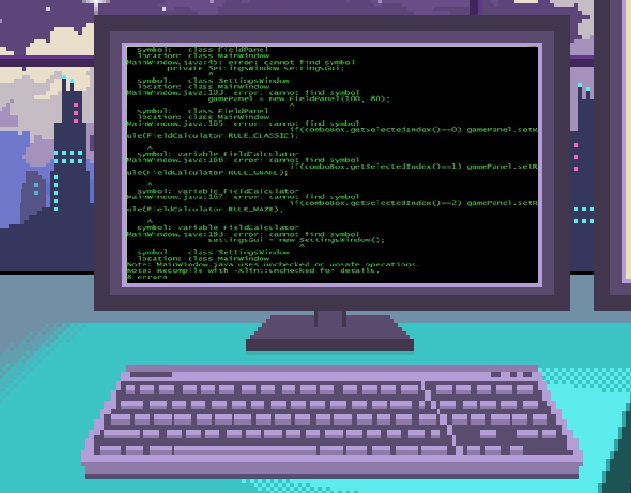 symbol:   class FieldPanel
location: class MainWindow
MainWindow.java:45: error: cannot find symbol
private SettingsWindow settingsGui;
^
symbol:   class SettingsWindow
location: class MainWindow
MainWindow.java:103: error: cannot find symbol
gamePanel = new FieldPanel(100, 80);
^
symbol:   class FieldPanel
location: class MainWindow
MainWindow.java:165: error: cannot find symbol
if(comboBox.getSelectedIndex()==0) gamePanel.setR
ule(FieldCalculator.RULE_CLASSIC);
^
symbol: variable FieldCalculator
MainWindow.java:166: error: cannot find symbol
if(comboBox.getSelectedIndex()==1) gamePanel.setR
ule(FieldCalculator.RULE_CNARL);
^
symbol: variable FieldCalculator
MainWindow.java:167: error: cannot find symbol
if(comboBox.getSelectedIndex()==2) gamePanel.setR
ule(FieldCalculator.RULE_MAZE);
^
symbol: variable FieldCalculator
MainWindow.java:183: error: cannot find symbol
settingsGui = new SettingsWindow();
^
symbol:   class SettingsWindow
location: class MainWindow
Note: MainWindow.java uses unchecked or unsafe operations.
Note: Recompile with -Xlint:unchecked for details.
8 errors